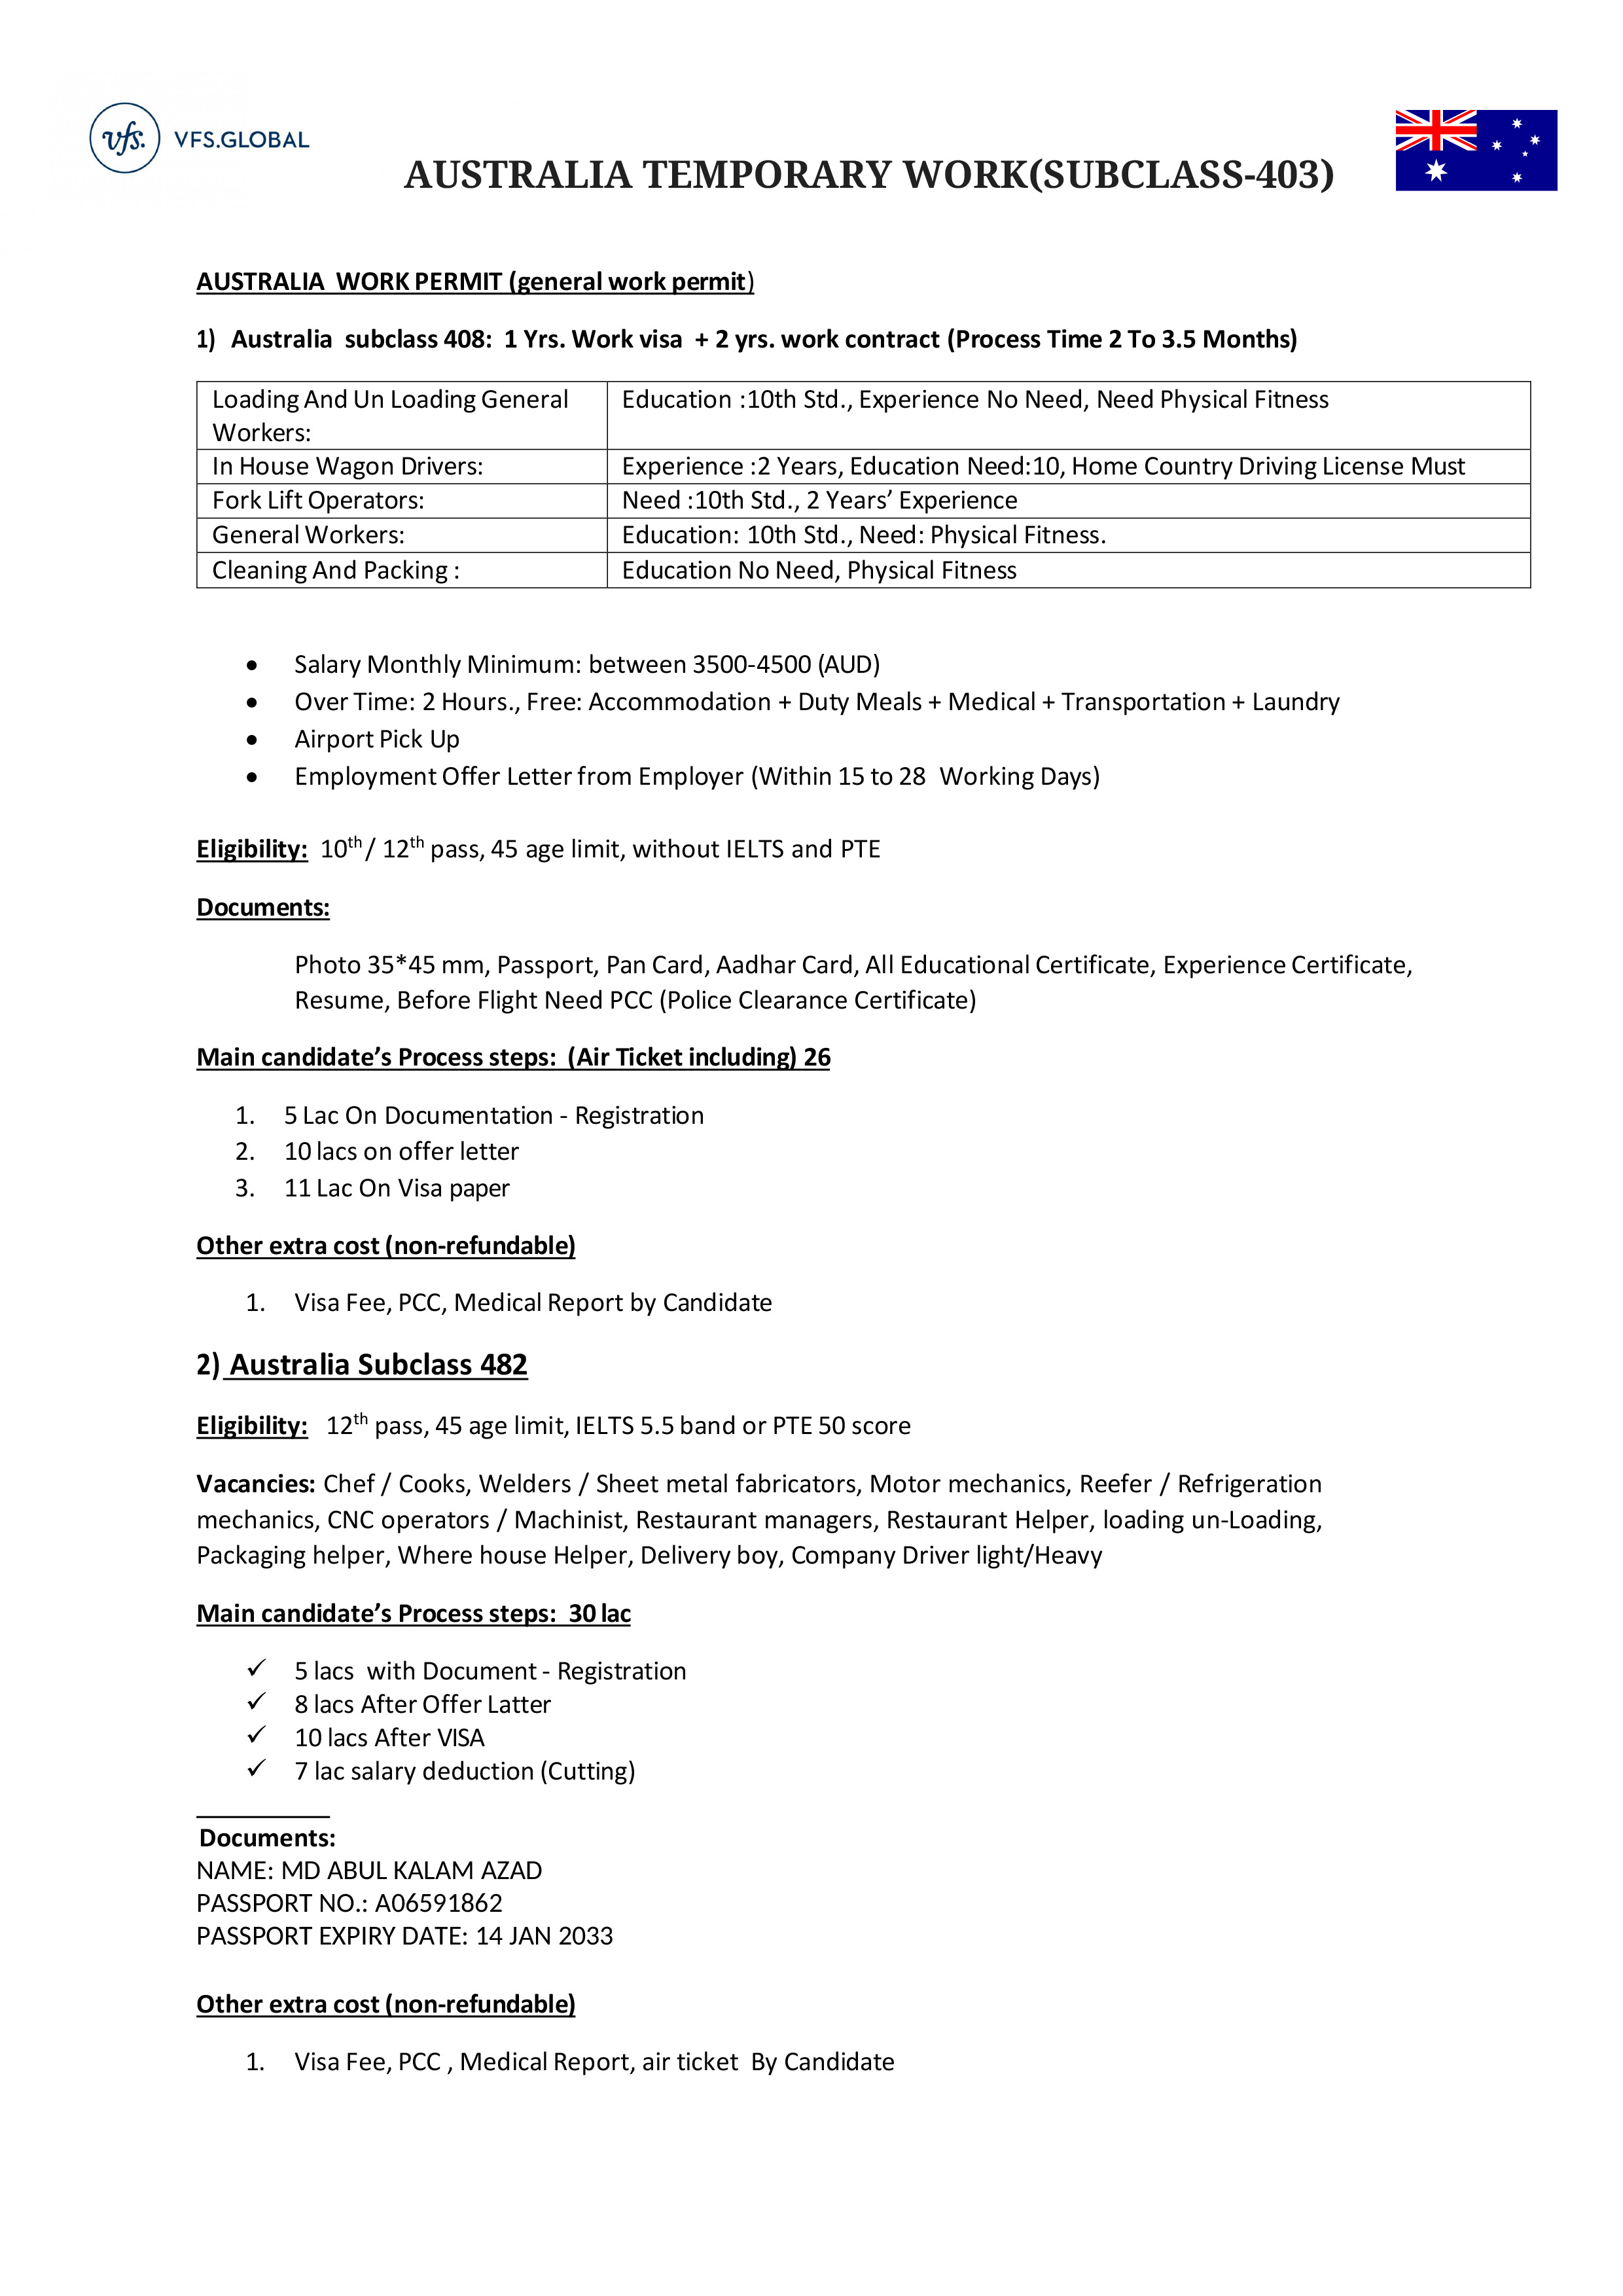 vfs. VFS.GLOBAL
AUSTRALIA TEMPORARY WORK(SUBCLASS-403)
AUSTRALIA WORK PERMIT (general work permit)
1) Australia subclass 408: 1 Yrs. Work visa + 2 yrs. work contract (Process Time 2 To 3.5 Months)
Loading And Un Loading General
Workers:
Education :10th Std., Experience No Need, Need Physical Fitness
In House Wagon Drivers:
Experience :2 Years, Education Need:10, Home Country Driving License Must
Fork Lift Operators:
Need :10th Std., 2 Years’ Experience
General Workers:
Education: 10th Std., Need: Physical Fitness.
Cleaning And Packing :
Education No Need, Physical Fitness
• Salary Monthly Minimum: between 3500-4500 (AUD)
• Over Time: 2 Hours., Free: Accommodation + Duty Meals + Medical + Transportation + Laundry
• Airport Pick Up
• Employment Offer Letter from Employer (Within 15 to 28 Working Days)
Eligibility: 10th / 12th pass, 45 age limit, without IELTS and PTE
Documents:
Photo 35*45 mm, Passport, Pan Card, Aadhar Card, All Educational Certificate, Experience Certificate,
Resume, Before Flight Need PCC (Police Clearance Certificate)
Main candidate’s Process steps: (Air Ticket including) 26
1. 5 Lac On Documentation - Registration
2. 10 lacs on offer letter
3. 11 Lac On Visa paper
Other extra cost (non-refundable)
1. Visa Fee, PCC, Medical Report by Candidate
2) Australia Subclass 482
Eligibility: 12th pass, 45 age limit, IELTS 5.5 band or PTE 50 score
Vacancies: Chef / Cooks, Welders / Sheet metal fabricators, Motor mechanics, Reefer / Refrigeration
mechanics, CNC operators / Machinist, Restaurant managers, Restaurant Helper, loading un-Loading,
Packaging helper, Where house Helper, Delivery boy, Company Driver light/Heavy
Main candidate’s Process steps: 30 lac
✓ 5 lacs with Document - Registration
✓ 8 lacs After Offer Latter
✓ 10 lacs After VISA
✓ 7 lac salary deduction (Cutting)
Documents:
NAME: MD ABUL KALAM AZAD
PASSPORT NO.: A06591862
PASSPORT EXPIRY DATE: 14 JAN 2033
Other extra cost (non-refundable)
1. Visa Fee, PCC , Medical Report, air ticket By Candidate